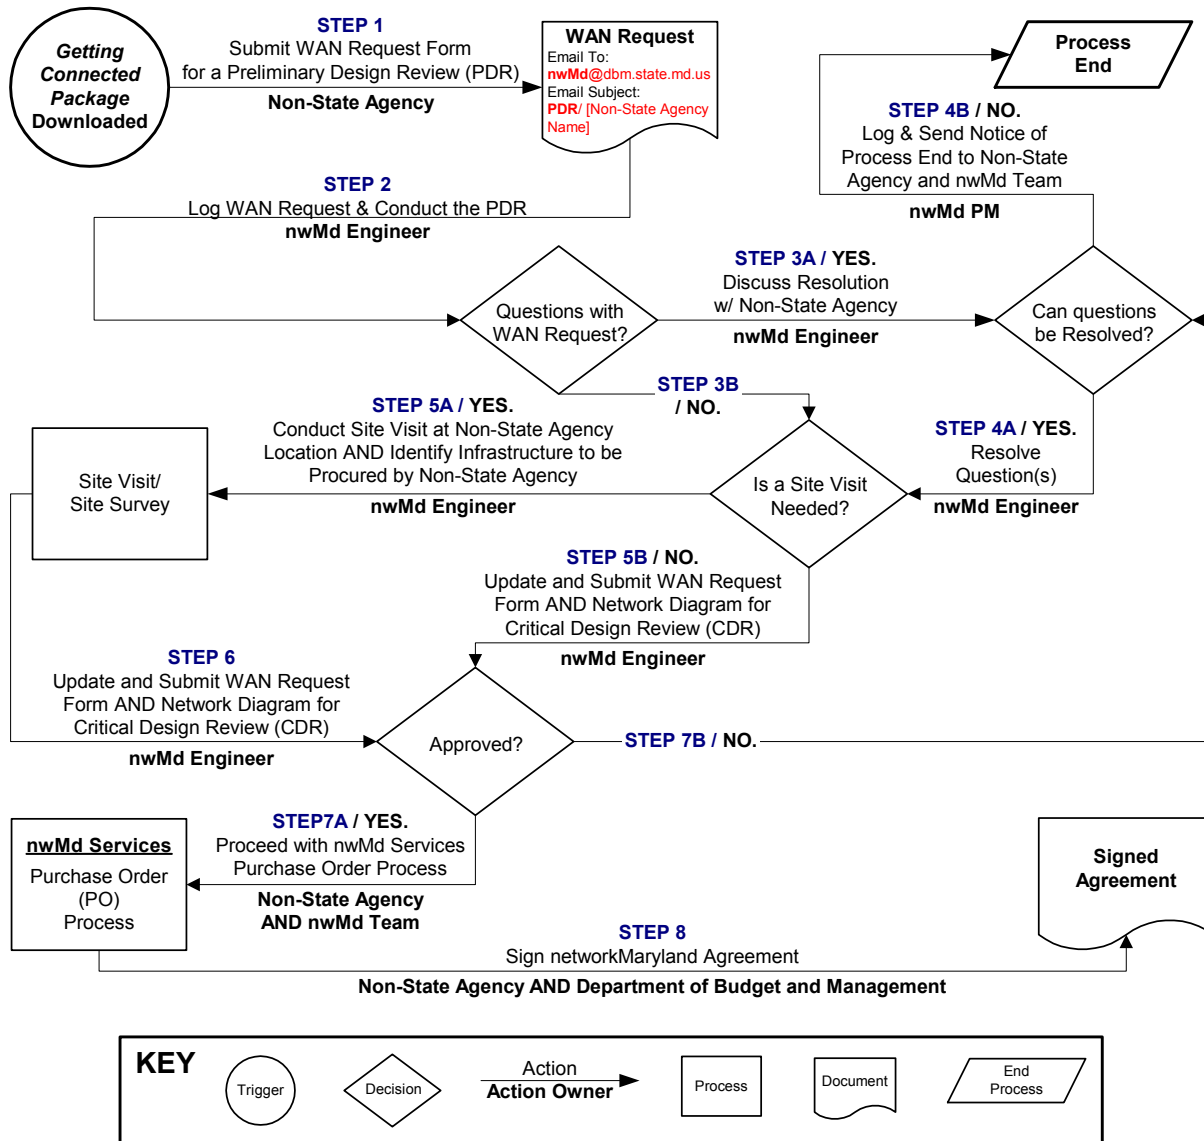 Getting
Connected
Package
Downloaded
STEP 1
Submit WAN Request Form
for a Preliminary Design Review (PDR)
Non-State Agency
WAN Request
Email To:
nwMd@dbm.state.md.us
Email Subject:
PDR/ [Non-State Agency
Name]
Process
End
STEP 4B / NO.
Log & Send Notice of
Process End to Non-State
Agency and nwMd Team
nwMd PM
STEP 2
Log WAN Request & Conduct the PDR
nwMd Engineer
Questions with
WAN Request?
STEP 3A / YES.
Discuss Resolution
w/ Non-State Agency
nwMd Engineer
Can questions
be Resolved?
STEP 3B
/ NO.
STEP 4A / YES.
Resolve
Question(s)
nwMd Engineer
Is a Site Visit
Needed?
STEP 5A / YES.
Conduct Site Visit at Non-State Agency
Location AND Identify Infrastructure to be
Procured by Non-State Agency
nwMd Engineer
Site Visit/
Site Survey
STEP 5B / NO.
Update and Submit WAN Request
Form AND Network Diagram for
Critical Design Review (CDR)
nwMd Engineer
STEP 6
Update and Submit WAN Request
Form AND Network Diagram for
Critical Design Review (CDR)
nwMd Engineer
Approved?
STEP 7B / NO.
STEP7A / YES.
Proceed with nwMd Services
Purchase Order Process
Non-State Agency
AND nwMd Team
nwMd Services
Purchase Order
(PO)
Process
Signed
Agreement
STEP 8
Sign networkMaryland Agreement
Non-State Agency AND Department of Budget and Management
KEY
Trigger
Decision
Action
Action Owner
Process
Document
End
Process